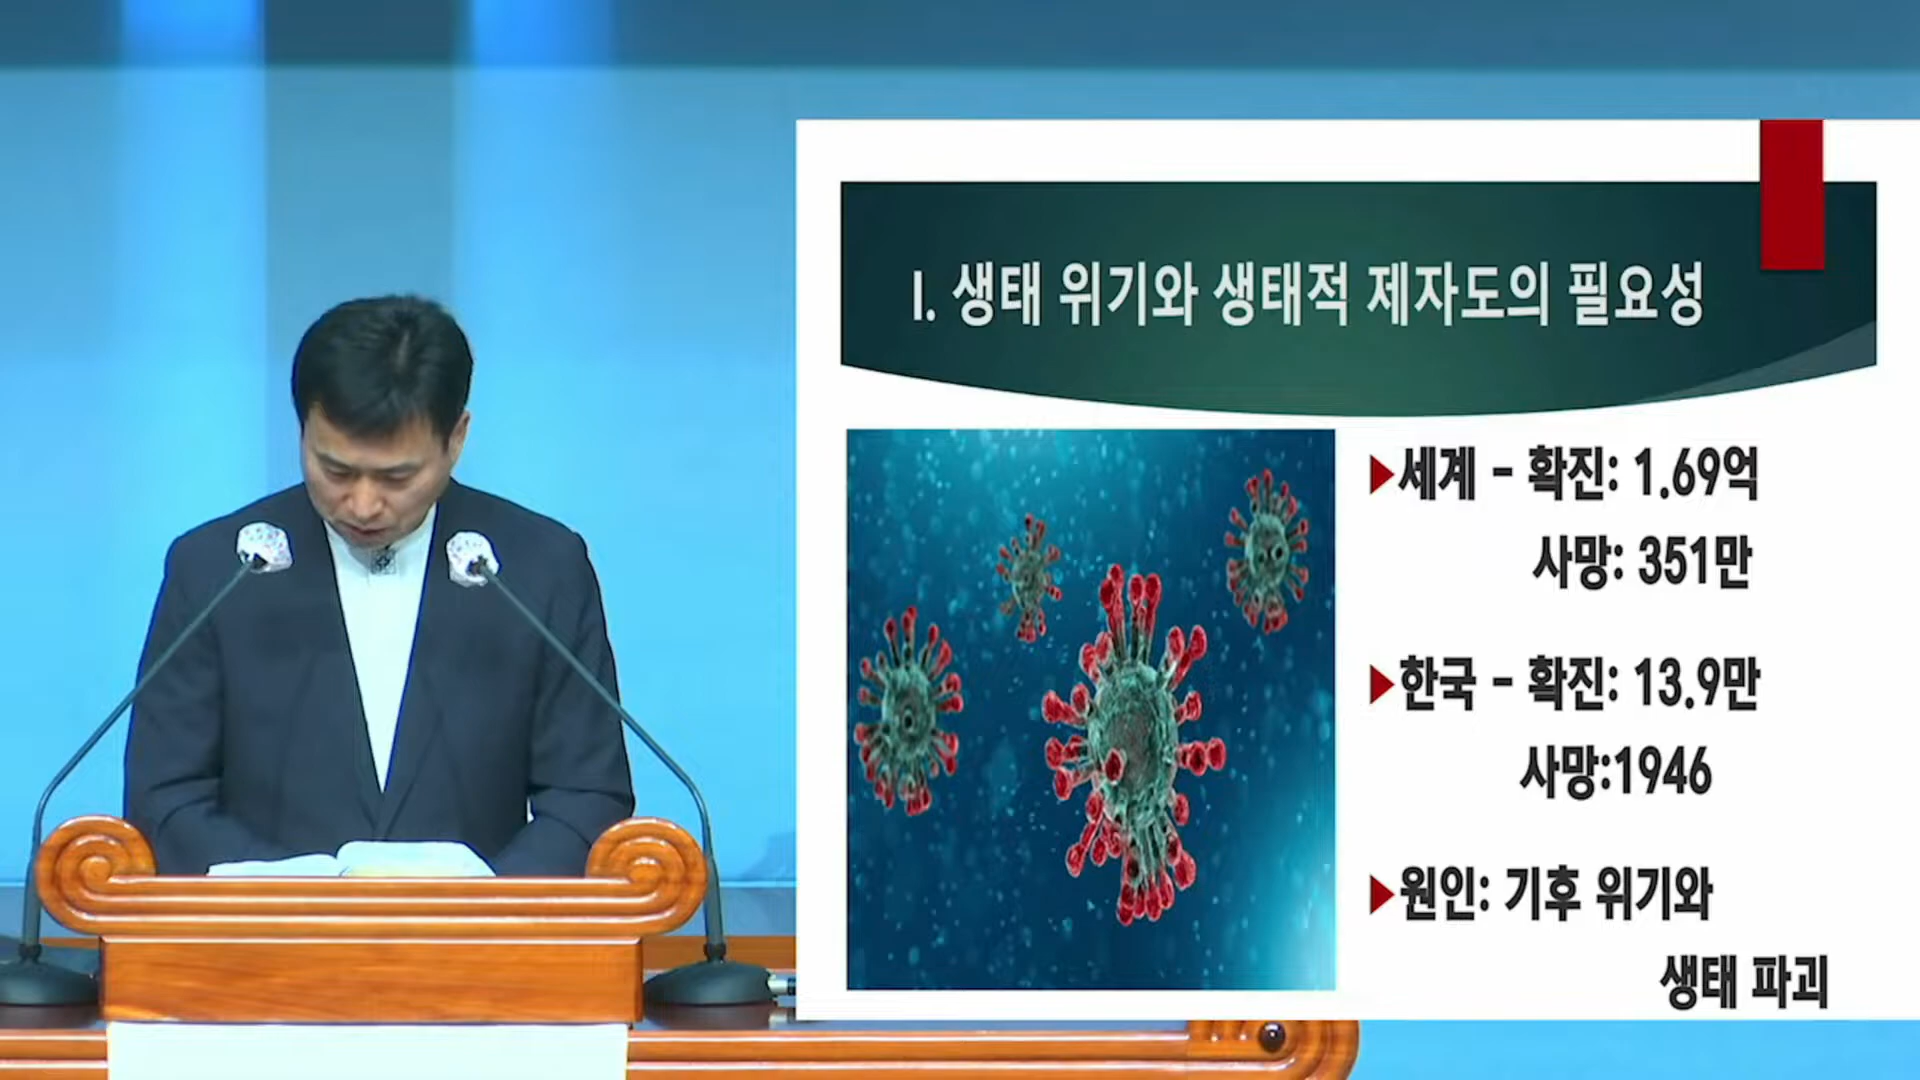 I. 생태 위기와 생태적 제자도의 필요성
세계 - 확진: 1.69억
사망: 351만
한국 - 확진: 13.9만
사망:1946
원인: 기후 위기와
생태 파괴